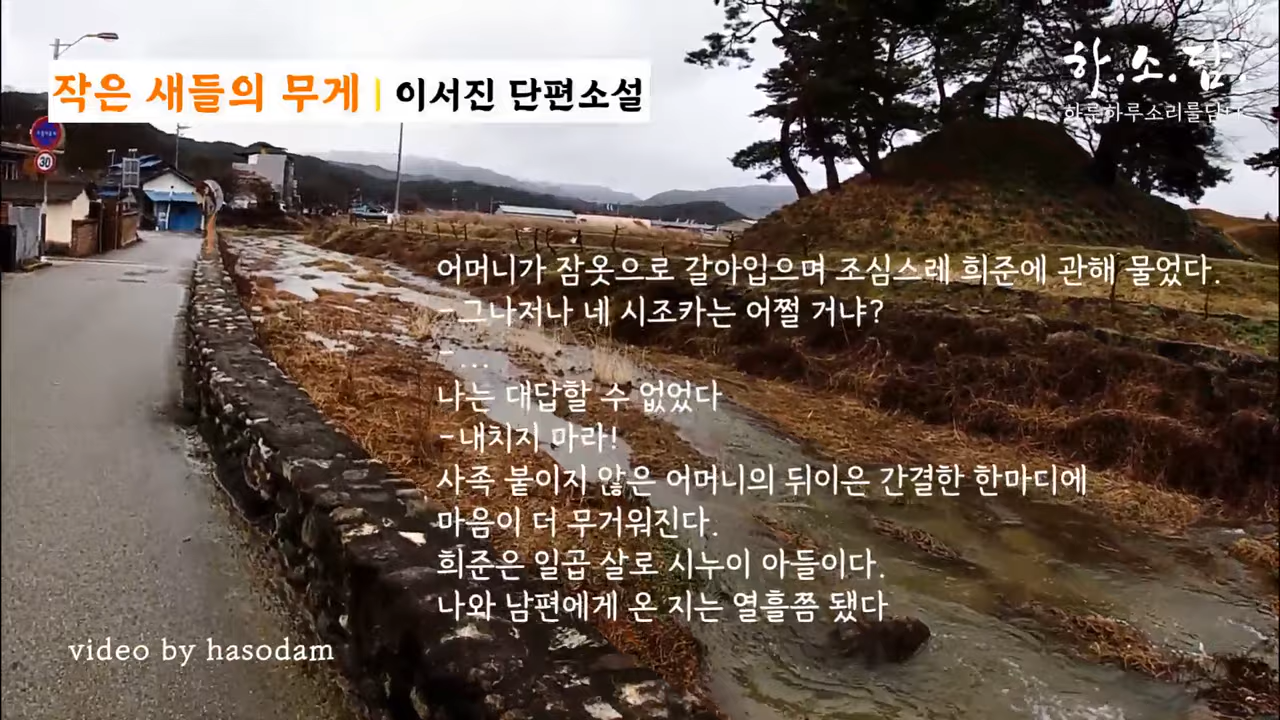 작은 새들의 무게 | 이서진 단편소설
하.소.담
하루하루소리를담다
30
어머니가 잠옷으로 갈아입으며 조심스레 희준에 관해 물었다.
- 그나저나 네 시조카는 어쩔 거냐?
- ...
나는 대답할 수 없었다
-내치지 마라!
사족 붙이지 않은 어머니의 뒤이은 간결한 한마디에
마음이 더 무거워진다.
희준은 일곱 살로 시누이 아들이다.
나와 남편에게 온 지는 열흘쯤 됐다
video by hasodam